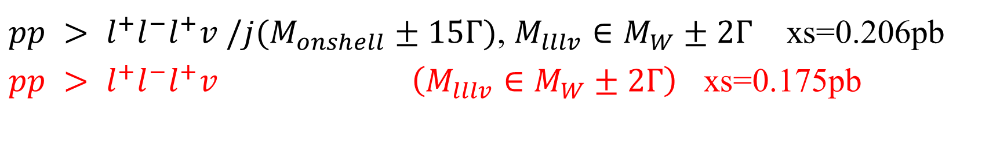 pp > l⁺l⁻l⁺v /j(M_onshell ± 15Γ), M_lllv ∈ M_W ± 2Γ xs=0.206pb
pp > l⁺l⁻l⁺v (M_lllv ∈ M_W ± 2Γ) xs=0.175pb